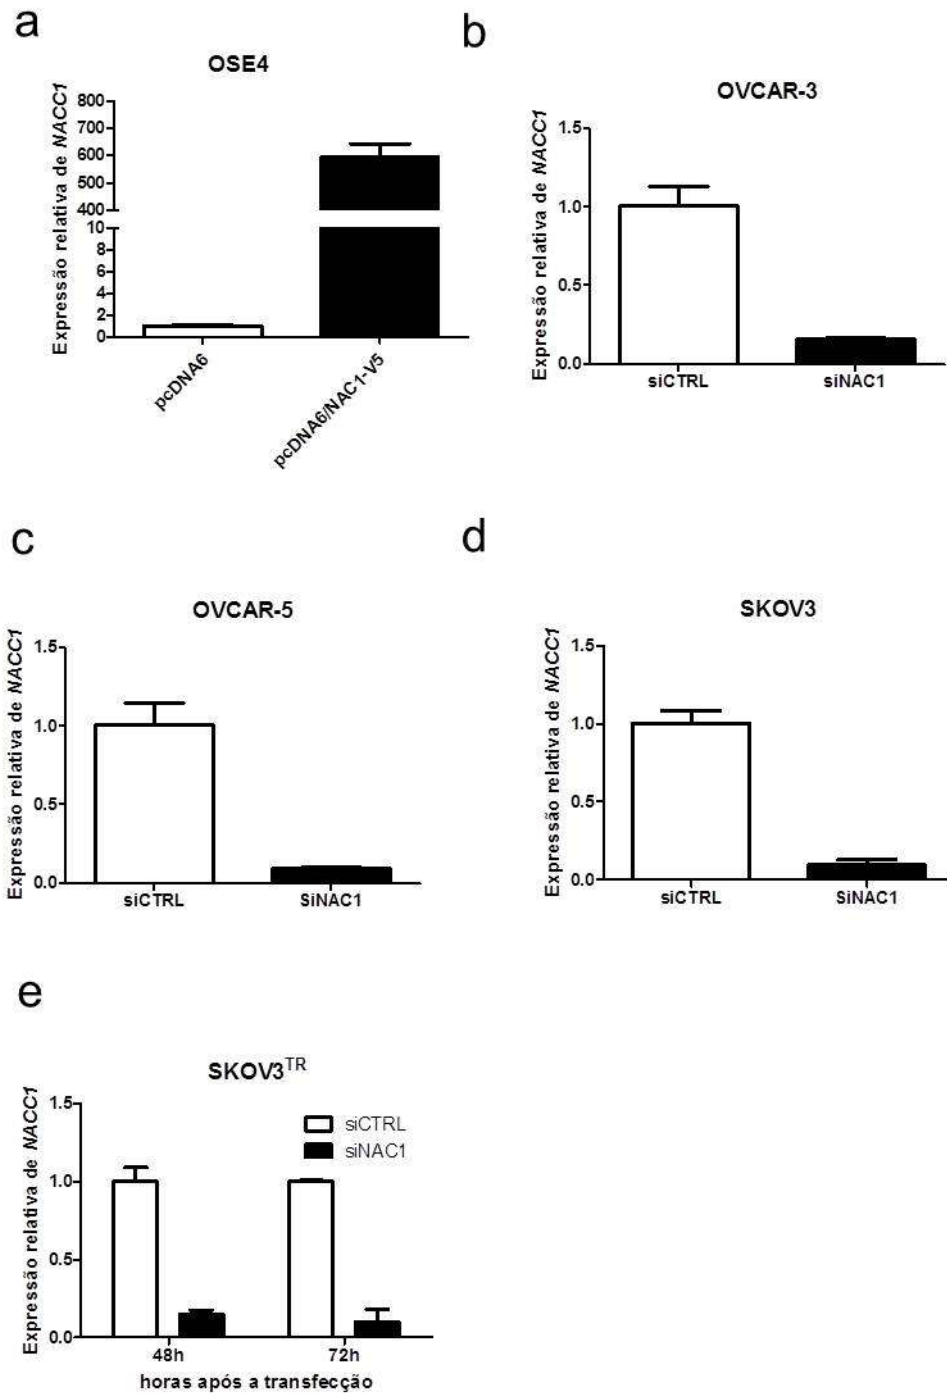 a
OSE4
Expressão relativa de NACC1
800
700
600
500
400
10
8
6
4
2
0
pcDNA6
pcDNA6/NAC1-V5
b
OVCAR-3
Expressão relativa de NACC1
1.5
1.0
0.5
0.0
siCTRL
siNAC1
c
OVCAR-5
Expressão relativa de NACC1
1.5
1.0
0.5
0.0
siCTRL
SiNAC1
d
SKOV3
Expressão relativa de NACC1
1.5
1.0
0.5
0.0
siCTRL
SiNAC1
e
SKOV3TR
Expressão relativa de NACC1
1.5
1.0
0.5
0.0
siCTRL
siNAC1
48h
72h
horas após a transfecção